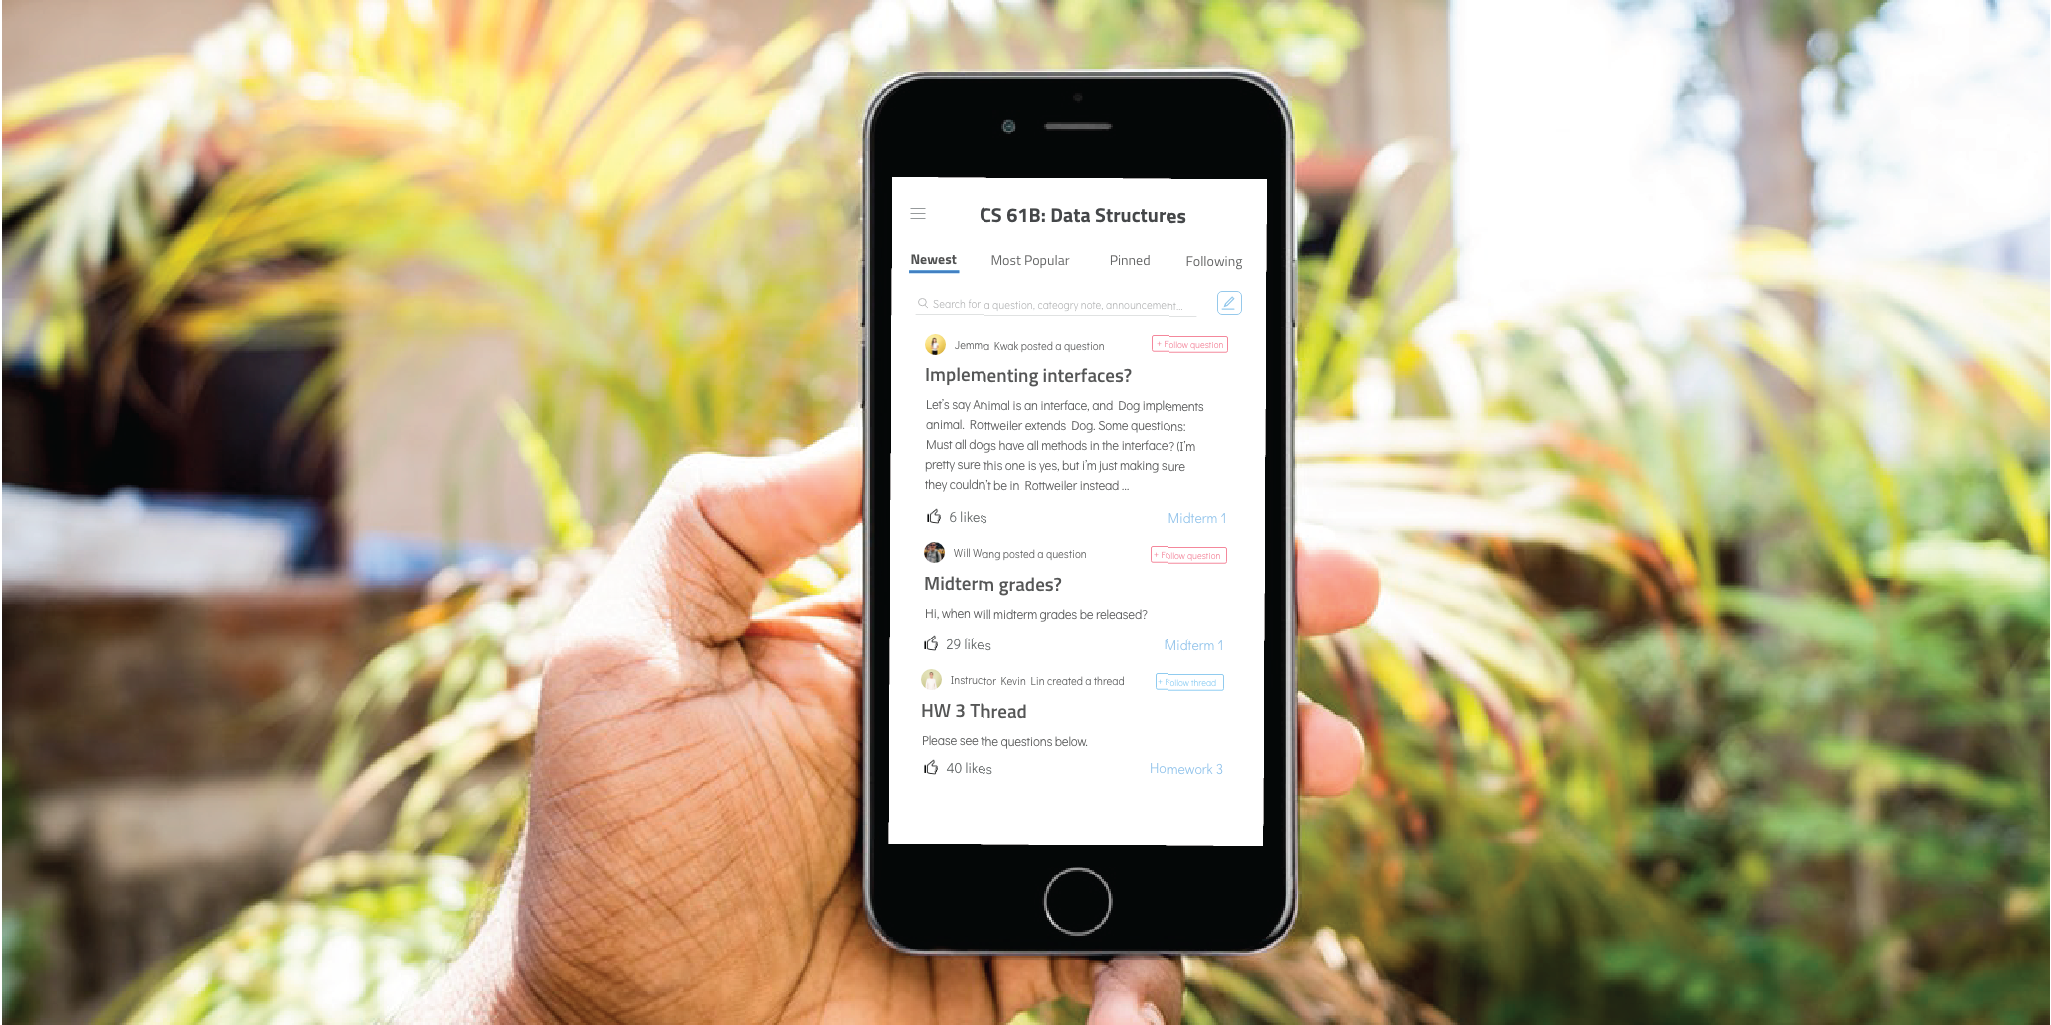 CS 61B: Data Structures
Newest Most Popular Pinned Following
Search for a question, cateogry note, announcement...
Jemma Kwak posted a question + Follow question
Implementing interfaces?
Let's say Animal is an interface, and Dog implements
animal. Rottweiler extends Dog. Some questions:
Must all dogs have all methods in the interface? (I'm
pretty sure this one is yes, but i'm just making sure
they couldn't be in Rottweiler instead ...
6 likes Midterm 1
Will Wang posted a question + Follow question
Midterm grades?
Hi, when will midterm grades be released?
29 likes Midterm 1
Instructor Kevin Lin created a thread + Follow thread
HW 3 Thread
Please see the questions below.
40 likes Homework 3